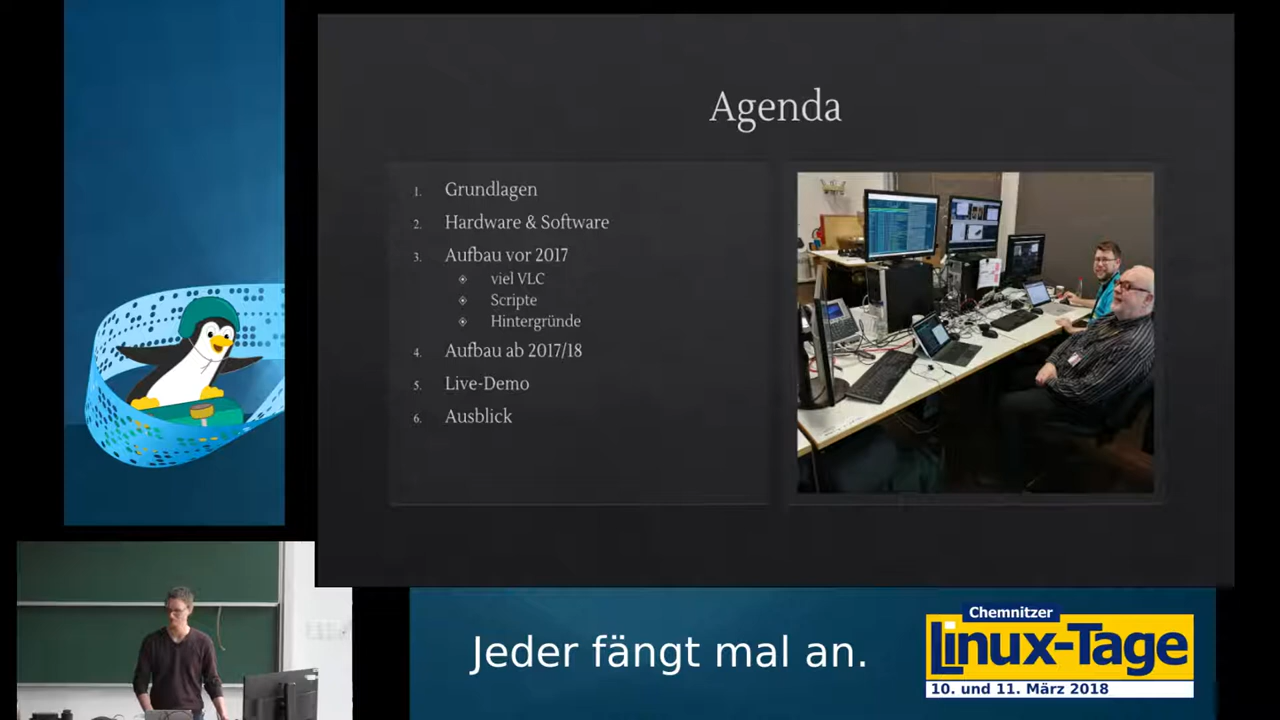 Agenda
1. Grundlagen
2. Hardware & Software
3. Aufbau vor 2017
viel VLC
Scripte
Hintergründe
4. Aufbau ab 2017/18
5. Live-Demo
6. Ausblick
Jeder fängt mal an.
Chemnitzer
Linux-Tage
10. und 11. März 2018